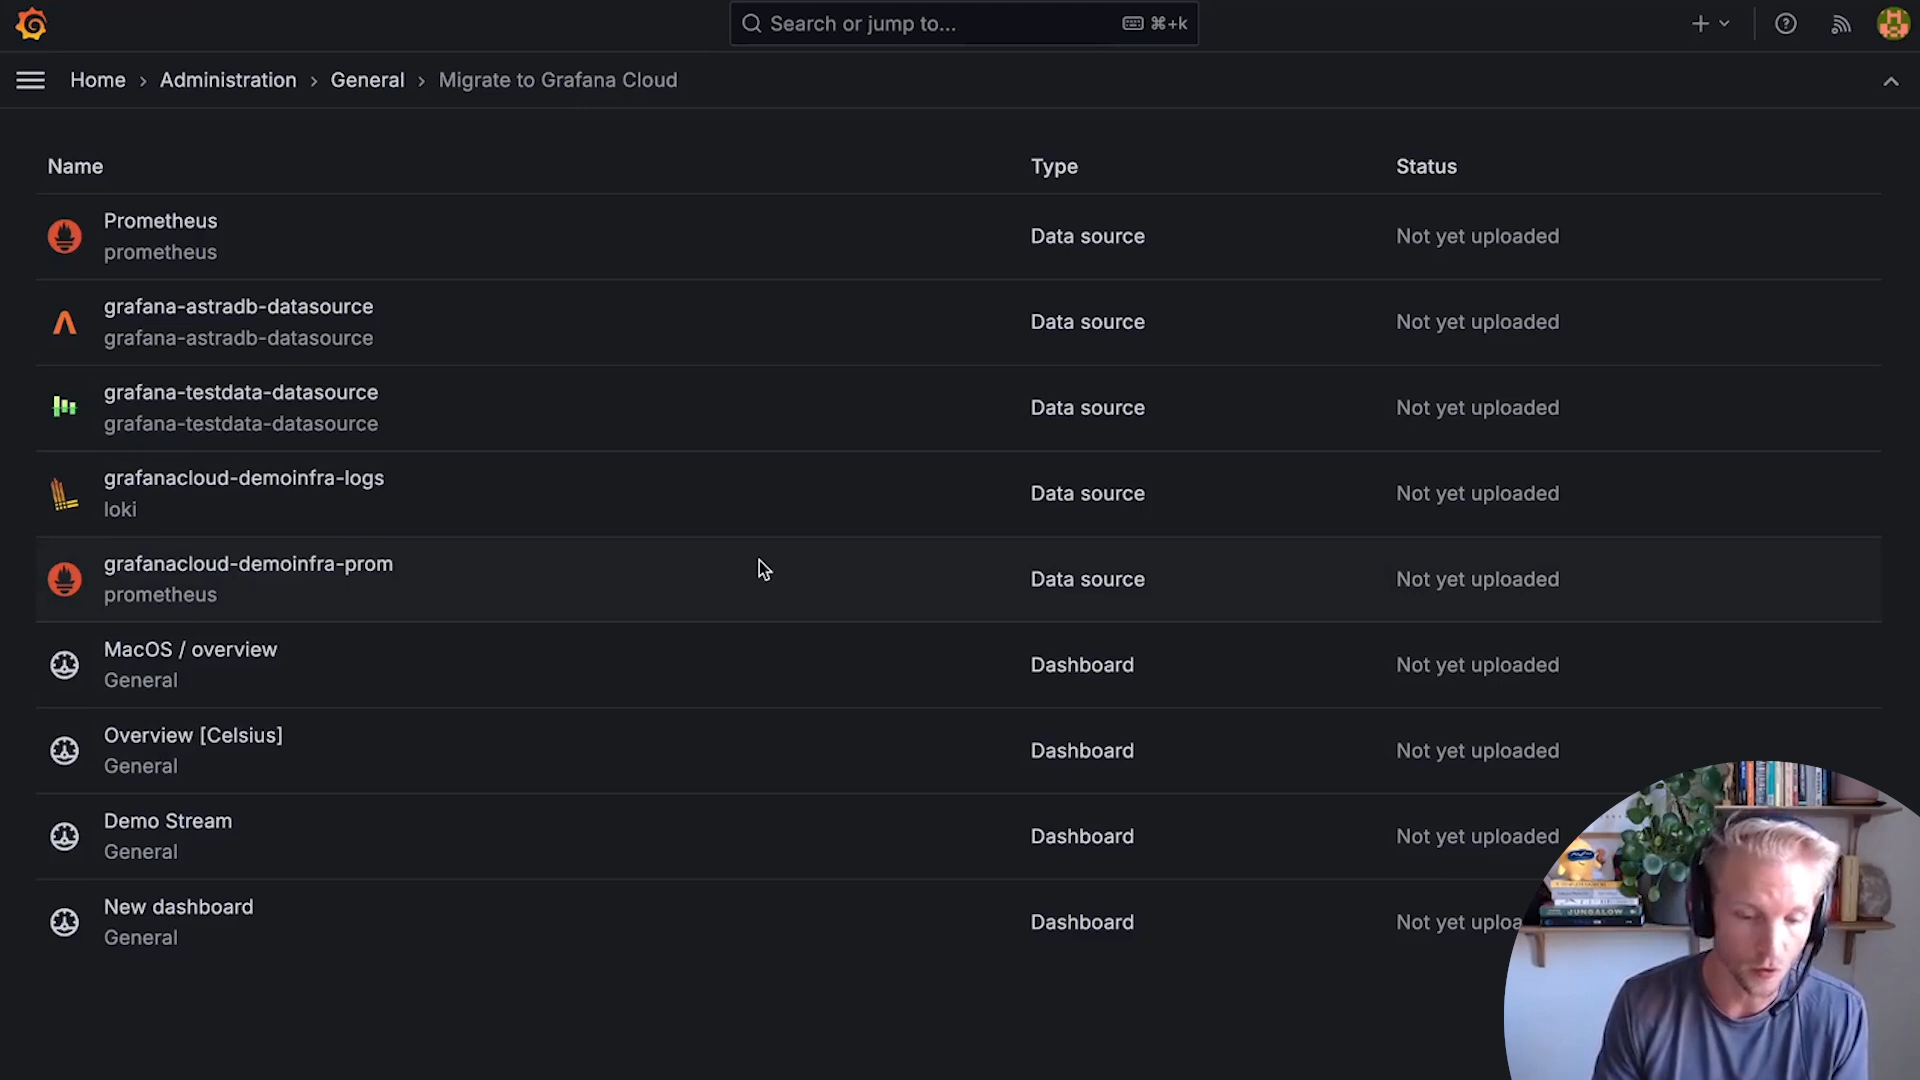 Search or jump to...
⌘+k
Home › Administration › General › Migrate to Grafana Cloud
Name Type Status
Prometheus
prometheus
Data source Not yet uploaded
grafana-astradb-datasource
grafana-astradb-datasource
Data source Not yet uploaded
grafana-testdata-datasource
grafana-testdata-datasource
Data source Not yet uploaded
grafanacloud-demoinfra-logs
loki
Data source Not yet uploaded
grafanacloud-demoinfra-prom
prometheus
Data source Not yet uploaded
MacOS / overview
General
Dashboard Not yet uploaded
Overview [Celsius]
General
Dashboard Not yet uploaded
Demo Stream
General
Dashboard Not yet uploaded
New dashboard
General
Dashboard Not yet uploa
JUNGALOW